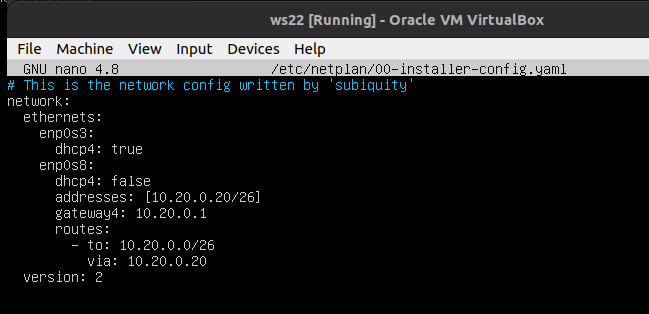 ws22 [Running] - Oracle VM VirtualBox
File Machine View Input Devices Help
GNU nano 4.8 /etc/netplan/00-installer-config.yaml
# This is the network config written by 'subiquity'
network:
  ethernets:
    enp0s3:
      dhcp4: true
    enp0s8:
      dhcp4: false
      addresses: [10.20.0.20/26]
      gateway4: 10.20.0.1
      routes:
        - to: 10.20.0.0/26
          via: 10.20.0.20
  version: 2